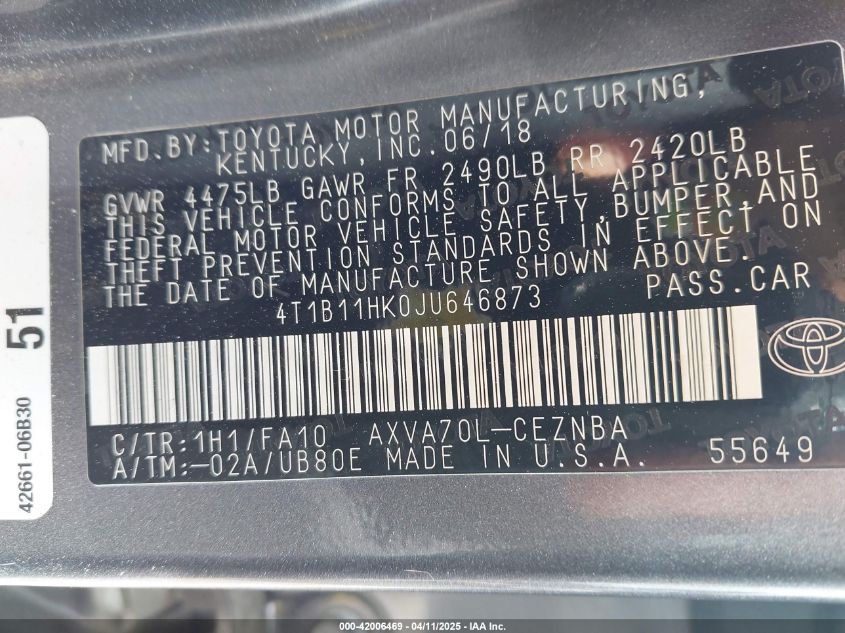 MFD. BY: TOYOTA MOTOR MANUFACTURING,
KENTUCKY, INC. 06/18
GVWR 4475LB GAWR FR 2490LB RR 2420LB
THIS VEHICLE CONFORMS TO ALL APPLICABLE
FEDERAL MOTOR VEHICLE SAFETY, BUMPER, AND
THEFT PREVENTION STANDARDS IN EFFECT ON
THE DATE OF MANUFACTURE SHOWN ABOVE.
4T1B11HK0JU646873 PASS.CAR
C/TR:1H1/FA10 AXVA70L-CEZNBA
A/TM:-02A/UB80E MADE IN U.S.A. 55649
51
42661-06B30
TOYOTA
000-42006469 - 04/11/2025 - IAA Inc.